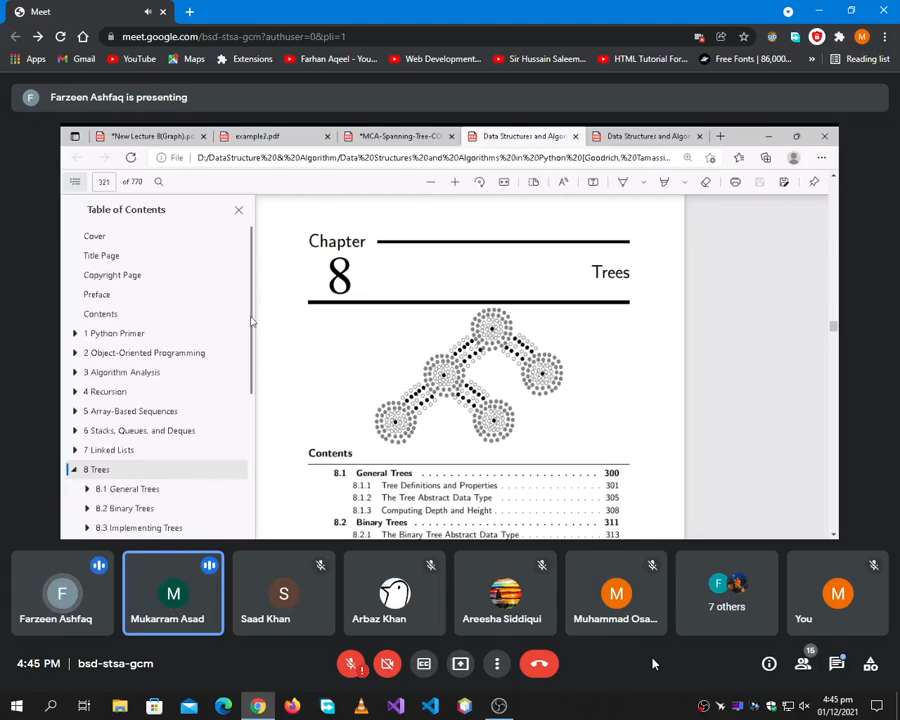 Meet
meet.google.com/bsd-stsa-gcm?authuser=0&pli=1
Apps
Gmail
YouTube
Maps
Extensions
Farhan Aqeel - You...
Web Development...
Sir Hussain Saleem...
HTML Tutorial For...
Free Fonts | 86,000...
»
Reading list
F
Farzeen Ashfaq is presenting
*New Lecture 8(Graph).p
example2.pdf
*MCA-Spanning-Tree-CO
Data Structures and Algor
Data Structures and Algor
File
D:/DataStructure%20&%20Algorithm/Data%20Structures%20and%20Algorithms%20in%20Python%20[Goodrich,%20Tamassi...
321
of 770
Table of Contents
Cover
Title Page
Copyright Page
Preface
Contents
1 Python Primer
2 Object-Oriented Programming
3 Algorithm Analysis
4 Recursion
5 Array-Based Sequences
6 Stacks, Queues, and Deques
7 Linked Lists
8 Trees
8.1 General Trees
8.2 Binary Trees
8.3 Implementing Trees
Chapter
8
Trees
Contents
8.1 General Trees . . . . . . . . . . . . . . . . . . . . . . 300
8.1.1 Tree Definitions and Properties . . . . . . . . . . . . 301
8.1.2 The Tree Abstract Data Type . . . . . . . . . . . . . 305
8.1.3 Computing Depth and Height . . . . . . . . . . . . . 308
8.2 Binary Trees . . . . . . . . . . . . . . . . . . . . . . . 311
8.2.1 The Binary Tree Abstract Data Type . . . . . . . . . 313
F
Farzeen Ashfaq
M
Mukarram Asad
S
Saad Khan
Arbaz Khan
Areesha Siddiqui
M
Muhammad Osa...
F
7 others
M
You
4:45 PM | bsd-stsa-gcm
16
4:45 pm
01/12/2021